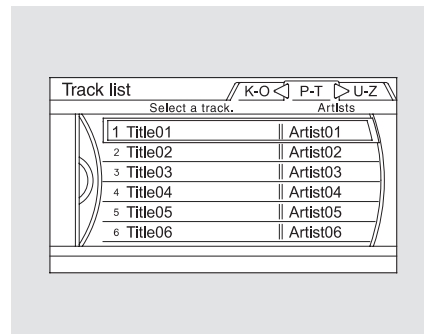 Track list K-O P-T U-Z
Select a track. Artists
1 Title01 Artist01
2 Title02 Artist02
3 Title03 Artist03
4 Title04 Artist04
5 Title05 Artist05
6 Title06 Artist06